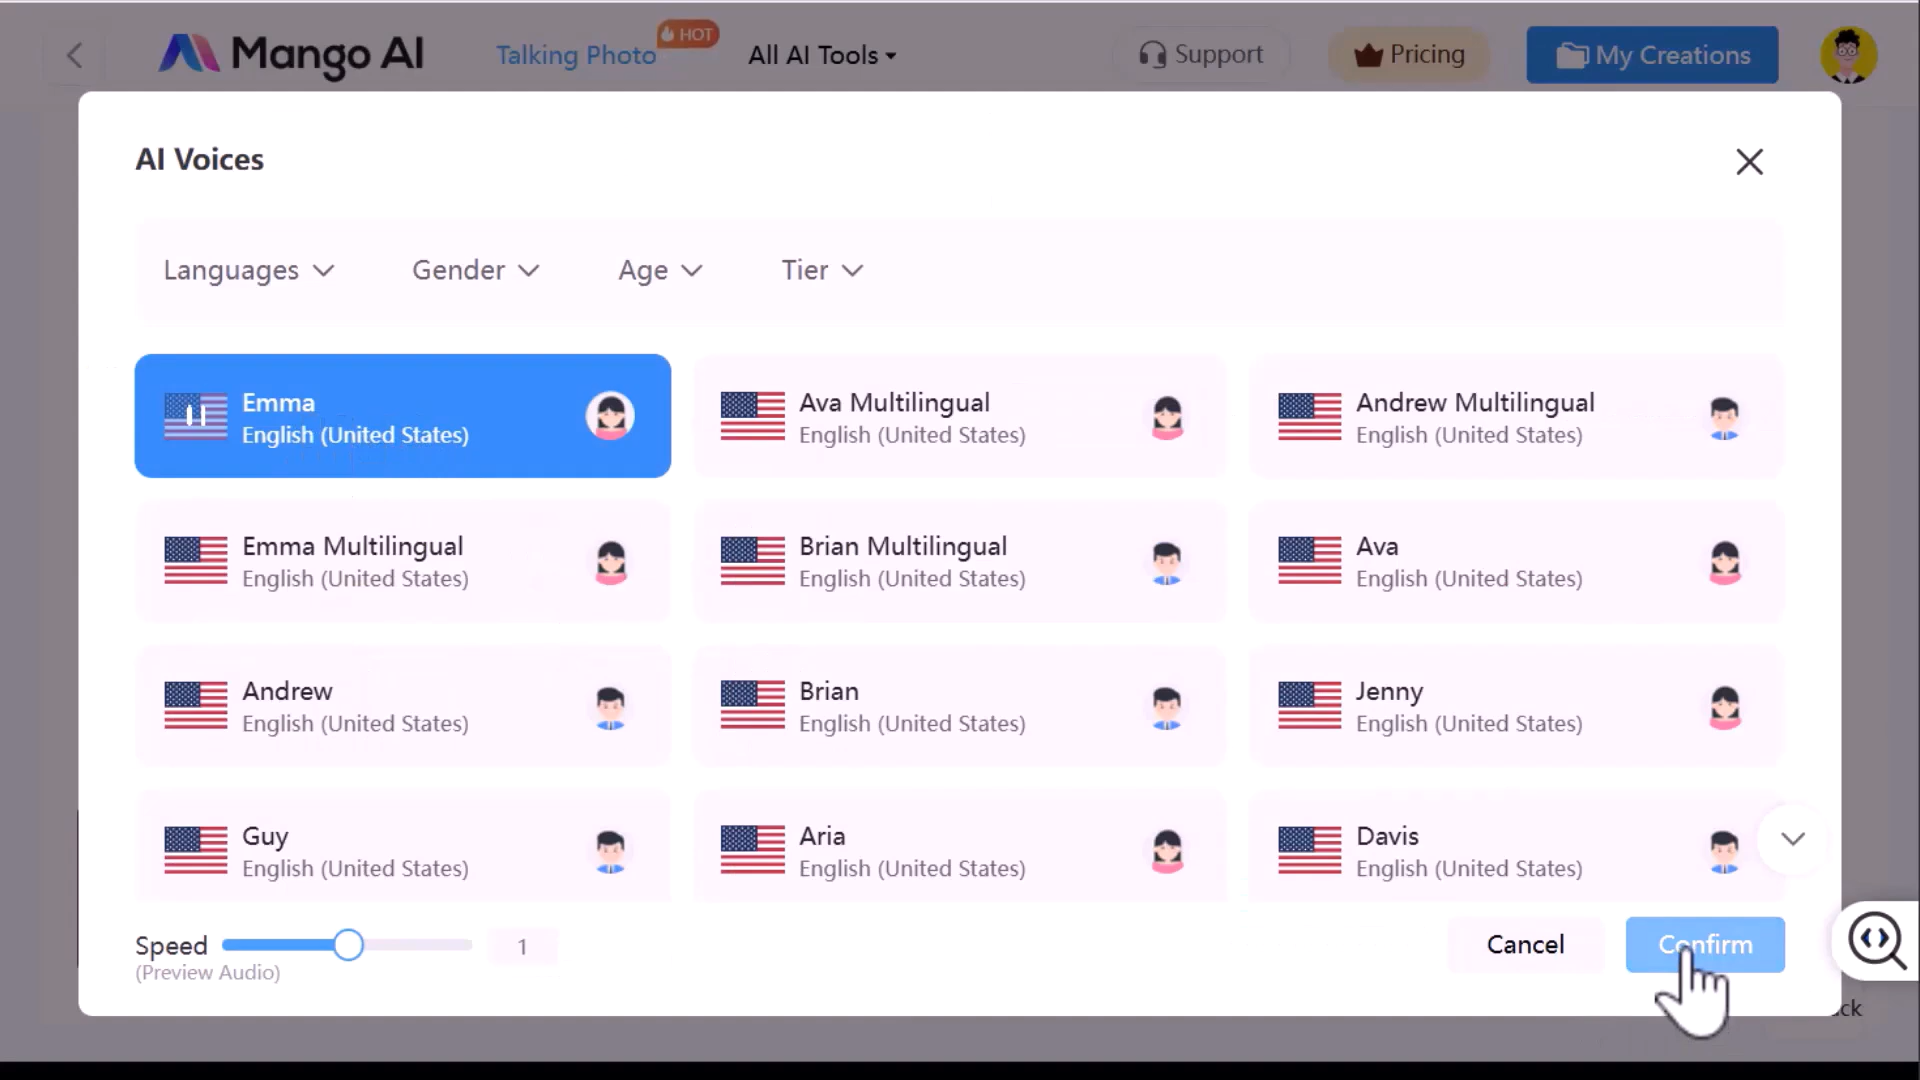 Mango AI
Talking Photo
HOT
All AI Tools
Support
Pricing
My Creations
AI Voices
Languages
Gender
Age
Tier
Emma
English (United States)
Ava Multilingual
English (United States)
Andrew Multilingual
English (United States)
Emma Multilingual
English (United States)
Brian Multilingual
English (United States)
Ava
English (United States)
Andrew
English (United States)
Brian
English (United States)
Jenny
English (United States)
Guy
English (United States)
Aria
English (United States)
Davis
English (United States)
Speed
1
(Preview Audio)
Cancel
Confirm